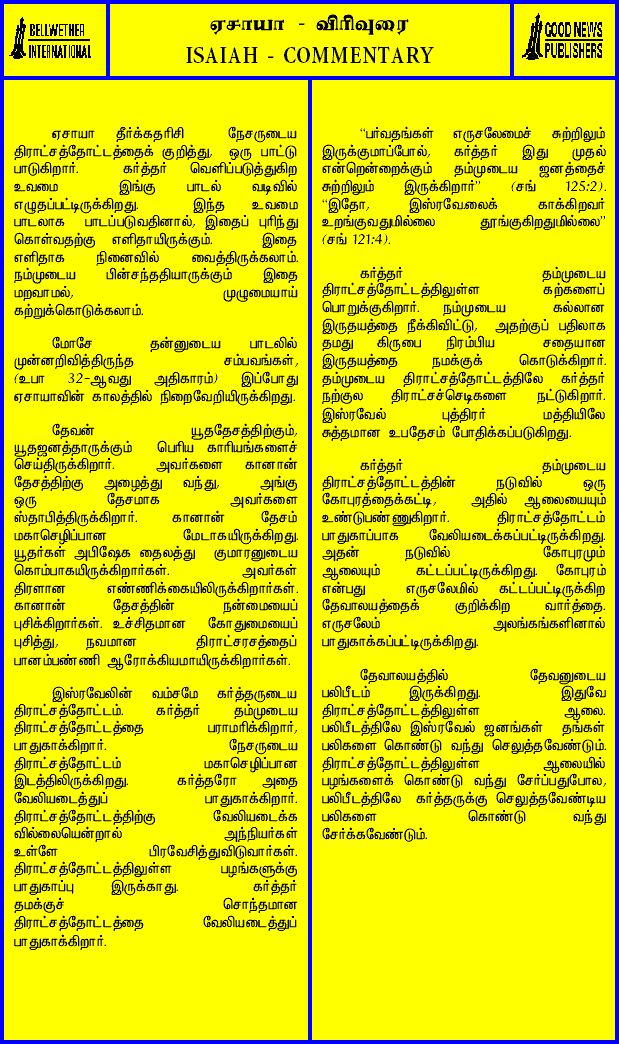 BELLWETHER
INTERNATIONAL
ஏசாயா - விரிவுரை
ISAIAH - COMMENTARY
GOOD NEWS
PUBLISHERS
ஏசாயா தீர்க்கதரிசி நேசருடைய
திராட்சத்தோட்டத்தைக் குறித்து, ஒரு பாட்டு
பாடுகிறார். கர்த்தர் வெளிப்படுத்துகிற
உவமை இங்கு பாடல் வடிவில்
எழுதப்பட்டிருக்கிறது. இந்த உவமை
பாடலாக பாடப்படுவதினால், இதைப் புரிந்து
கொள்வதற்கு எளிதாயிருக்கும். இதை
எளிதாக நினைவில் வைத்திருக்கலாம்.
நம்முடைய பின்சந்ததியாருக்கும் இதை
மறவாமல், முழுமையாய்
கற்றுக்கொடுக்கலாம்.
மோசே தன்னுடைய பாடலில்
முன்னறிவித்திருந்த சம்பவங்கள்,
(உபா 32-ஆவது அதிகாரம்) இப்போது
ஏசாயாவின் காலத்தில் நிறைவேறியிருக்கிறது.
தேவன் யூததேசத்திற்கும்,
யூதஜனத்தாருக்கும் பெரிய காரியங்களைச்
செய்திருக்கிறார். அவர்களை கானான்
தேசத்திற்கு அழைத்து வந்து, அங்கு
ஒரு தேசமாக அவர்களை
ஸ்தாபித்திருக்கிறார். கானான் தேசம்
மகாசெழிப்பான மேடாகயிருக்கிறது.
யூதர்கள் அபிஷேக தைலத்து குமாரனுடைய
கொம்பாகயிருக்கிறார்கள். அவர்கள்
திரளான எண்ணிக்கையிலிருக்கிறார்கள்.
கானான் தேசத்தின் நன்மையைப்
புசிக்கிறார்கள். உச்சிதமான கோதுமையைப்
புசித்து, நவமான திராட்சரசத்தைப்
பானம்பண்ணி ஆரோக்கியமாயிருக்கிறார்கள்.
இஸ்ரவேலின் வம்சமே கர்த்தருடைய
திராட்சத்தோட்டம். கர்த்தர் தம்முடைய
திராட்சத்தோட்டத்தை பராமரிக்கிறார்,
பாதுகாக்கிறார். நேசருடைய
திராட்சத்தோட்டம் மகாசெழிப்பான
இடத்திலிருக்கிறது. கர்த்தரோ அதை
வேலியடைத்துப் பாதுகாக்கிறார்.
திராட்சத்தோட்டத்திற்கு வேலியடைக்க
வில்லையென்றால் அந்நியர்கள்
உள்ளே பிரவேசித்துவிடுவார்கள்.
திராட்சத்தோட்டத்திலுள்ள பழங்களுக்கு
பாதுகாப்பு இருக்காது. கர்த்தர்
தமக்குச் சொந்தமான
திராட்சத்தோட்டத்தை வேலியடைத்துப்
பாதுகாக்கிறார்.
“பர்வதங்கள் எருசலேமைச் சுற்றிலும்
இருக்குமாப்போல், கர்த்தர் இது முதல்
என்றென்றைக்கும் தம்முடைய ஜனத்தைச்
சுற்றிலும் இருக்கிறார்” (சங் 125:2).
“இதோ, இஸ்ரவேலைக் காக்கிறவர்
உறங்குவதுமில்லை தூங்குகிறதுமில்லை”
(சங் 121:4).
கர்த்தர் தம்முடைய
திராட்சத்தோட்டத்திலுள்ள கற்களைப்
பொறுக்குகிறார். நம்முடைய கல்லான
இருதயத்தை நீக்கிவிட்டு, அதற்குப் பதிலாக
தமது கிருபை நிரம்பிய சதையான
இருதயத்தை நமக்குக் கொடுக்கிறார்.
தம்முடைய திராட்சத்தோட்டத்திலே கர்த்தர்
நற்குல திராட்சச்செடிகளை நட்டுகிறார்.
இஸ்ரவேல் புத்திரர் மத்தியிலே
சுத்தமான உபதேசம் போதிக்கப்படுகிறது.
கர்த்தர் தம்முடைய
திராட்சத்தோட்டத்தின் நடுவில் ஒரு
கோபுரத்தைக்கட்டி, அதில் ஆலையையும்
உண்டுபண்ணுகிறார். திராட்சத்தோட்டம்
பாதுகாப்பாக வேலியடைக்கப்பட்டிருக்கிறது.
அதன் நடுவில் கோபுரமும்
ஆலையும் கட்டப்பட்டிருக்கிறது. கோபுரம்
என்பது எருசலேமில் கட்டப்பட்டிருக்கிற
தேவாலயத்தைக் குறிக்கிற வார்த்தை.
எருசலேம் அலங்கங்களினால்
பாதுகாக்கப்பட்டிருக்கிறது.
தேவாலயத்தில் தேவனுடைய
பலிபீடம் இருக்கிறது. இதுவே
திராட்சத்தோட்டத்திலுள்ள ஆலை.
பலிபீடத்திலே இஸ்ரவேல் ஜனங்கள் தங்கள்
பலிகளை கொண்டு வந்து செலுத்தவேண்டும்.
திராட்சத்தோட்டத்திலுள்ள ஆலையில்
பழங்களைக் கொண்டு வந்து சேர்ப்பதுபோல,
பலிபீடத்திலே கர்த்தருக்கு செலுத்தவேண்டிய
பலிகளை கொண்டு வந்து
சேர்க்கவேண்டும்.